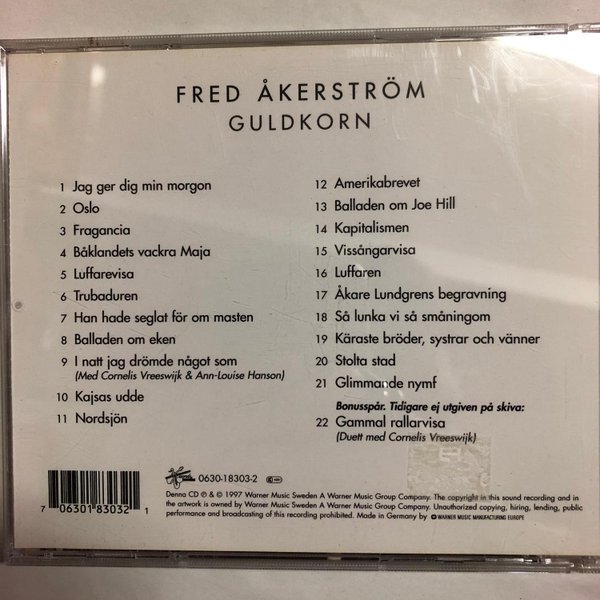 FRED ÅKERSTRÖM
GULDKORN
1 Jag ger dig min morgon
2 Oslo
3 Fragancia
4 Båklandets vackra Maja
5 Luffarevisa
6 Trubaduren
7 Han hade seglat för om masten
8 Balladen om eken
9 I natt jag drömde något som
(Med Cornelis Vreeswijk & Ann-Louise Hanson)
10 Kajsas udde
11 Nordsjön
12 Amerikabrevet
13 Balladen om Joe Hill
14 Kapitalismen
15 Vissångarvisa
16 Luffaren
17 Åkare Lundgrens begravning
18 Så lunka vi så småningom
19 Käraste bröder, systrar och vänner
20 Stolta stad
21 Glimmande nymf
Bonusspår. Tidigare ej utgiven på skiva:
22 Gammal rallarvisa
(Duett med Cornelis Vreeswijk)
7 06301 83032 1
0630-18303-2
Denna CD ℗ & © 1997 Warner Music Sweden A Warner Music Group Company. The copyright in this sound recording and in
the artwork is owned by Warner Music Sweden A Warner Music Group Company. Unauthorized copying, hiring, lending, public
performance and broadcasting of this recording prohibited. Made in Germany by WARNER MUSIC MANUFACTURING EUROPE